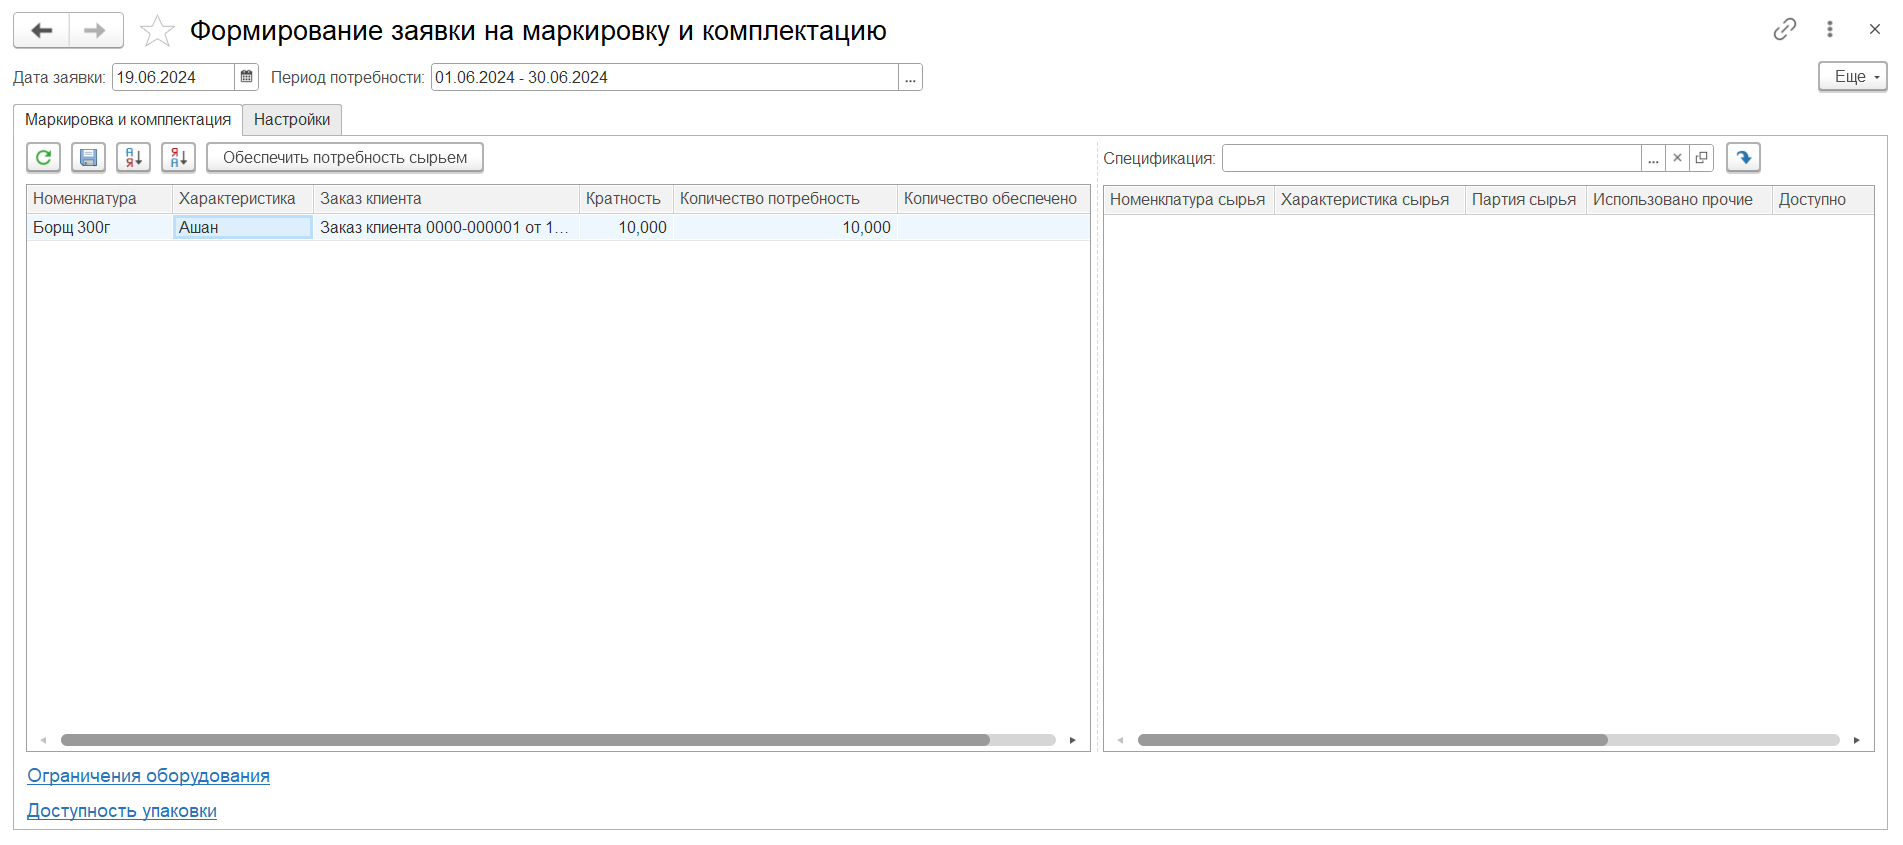 Формирование заявки на маркировку и комплектацию
Дата заявки: 19.06.2024 Период потребности: 01.06.2024 - 30.06.2024 ... Еще
Маркировка и комплектация Настройки
Обеспечить потребность сырьем Спецификация: ...
Номенклатура Характеристика Заказ клиента Кратность Количество потребность Количество обеспечено
Борщ 300г Ашан Заказ клиента 0000-000001 от 1... 10,000 10,000
Номенклатура сырья Характеристика сырья Партия сырья Использовано прочие Доступно
Ограничения оборудования
Доступность упаковки